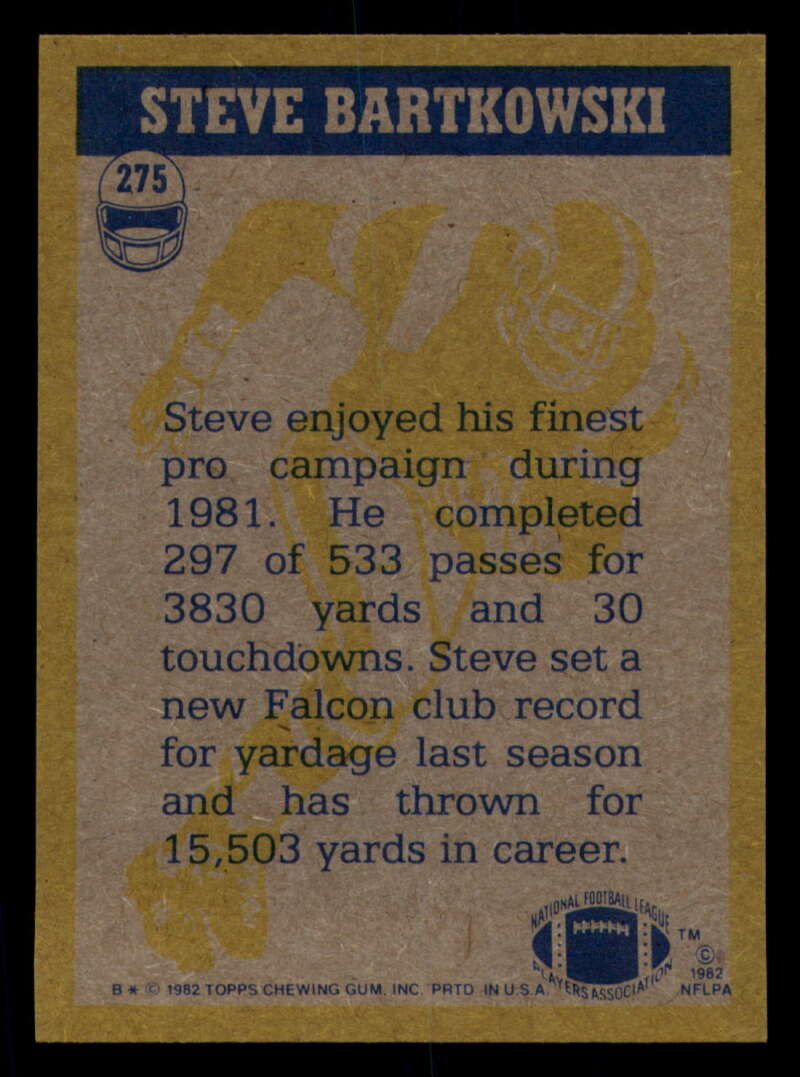 STEVE BARTKOWSKI
275
Steve enjoyed his finest
pro campaign during
1981. He completed
297 of 533 passes for
3830 yards and 30
touchdowns. Steve set a
new Falcon club record
for yardage last season
and has thrown for
15,503 yards in career.
NATIONAL FOOTBALL LEAGUE
PLAYERS ASSOCIATION
TM
©
1982
NFLPA
B * © 1982 TOPPS CHEWING GUM, INC. PRTD IN U.S.A.